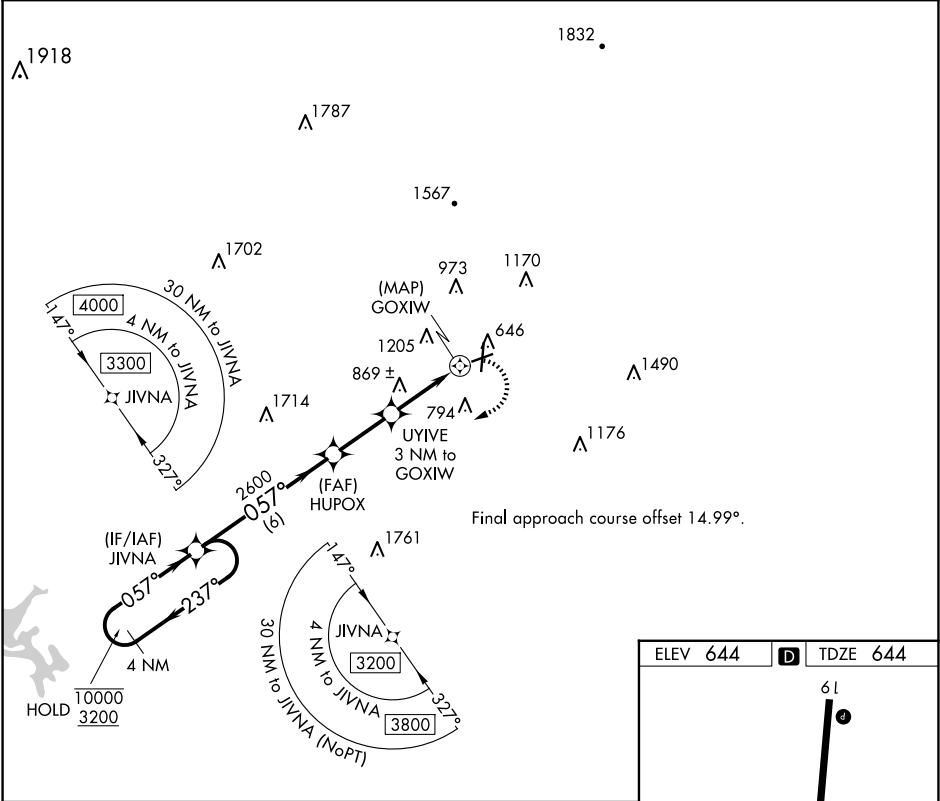 1832
1918
1787
1567
1702
973
1170
(MAP)
GOXIW
646
1205
4000
30 NM to JIVNA
147°
4 NM to JIVNA
3300
JIVNA
327°
869 ±
1490
1714
794
UYIVE
3 NM to
GOXIW
1176
(FAF)
HUPOX
2600
057°
(6)
Final approach course offset 14.99°.
(IF/IAF)
JIVNA
1761
057°
237°
4 NM
HOLD
10000
3200
147°
JIVNA
3200
4 NM to JIVNA
30 NM to JIVNA (NoPT)
327°
3800
ELEV 644
D
TDZE 644
19
P